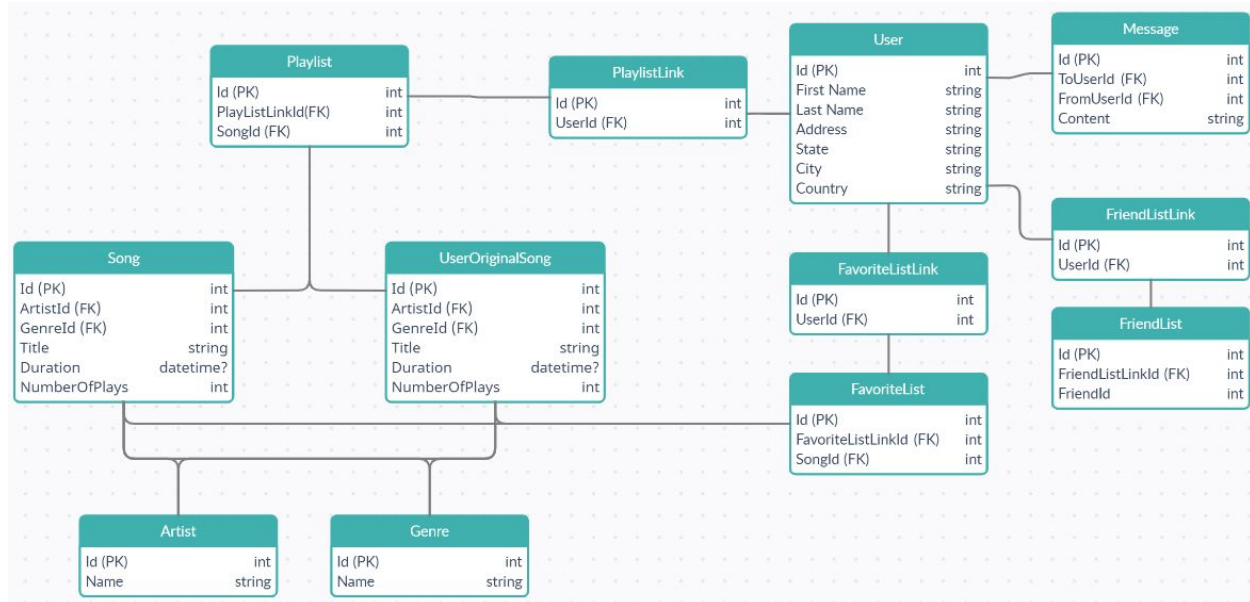 Playlist
Id (PK) int
PlayListLinkId(FK) int
SongId (FK) int
PlaylistLink
Id (PK) int
UserId (FK) int
User
Id (PK) int
First Name string
Last Name string
Address string
State string
City string
Country string
Message
Id (PK) int
ToUserId (FK) int
FromUserId (FK) int
Content string
Song
Id (PK) int
ArtistId (FK) int
GenreId (FK) int
Title string
Duration datetime?
NumberOfPlays int
UserOriginalSong
Id (PK) int
ArtistId (FK) int
GenreId (FK) int
Title string
Duration datetime?
NumberOfPlays int
FavoriteListLink
Id (PK) int
UserId (FK) int
FriendListLink
Id (PK) int
UserId (FK) int
FriendList
Id (PK) int
FriendListLinkId (FK) int
FriendId int
FavoriteList
Id (PK) int
FavoriteListLinkId (FK) int
SongId (FK) int
Artist
Id (PK) int
Name string
Genre
Id (PK) int
Name string